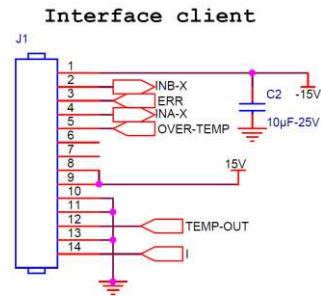 Interface client
J1
1
2
3
4
5
6
7
8
9
10
11
12
13
14
INB-X
ERR
INA-X
OVER-TEMP
C2
-15V
10µF-25V
15V
TEMP-OUT
I